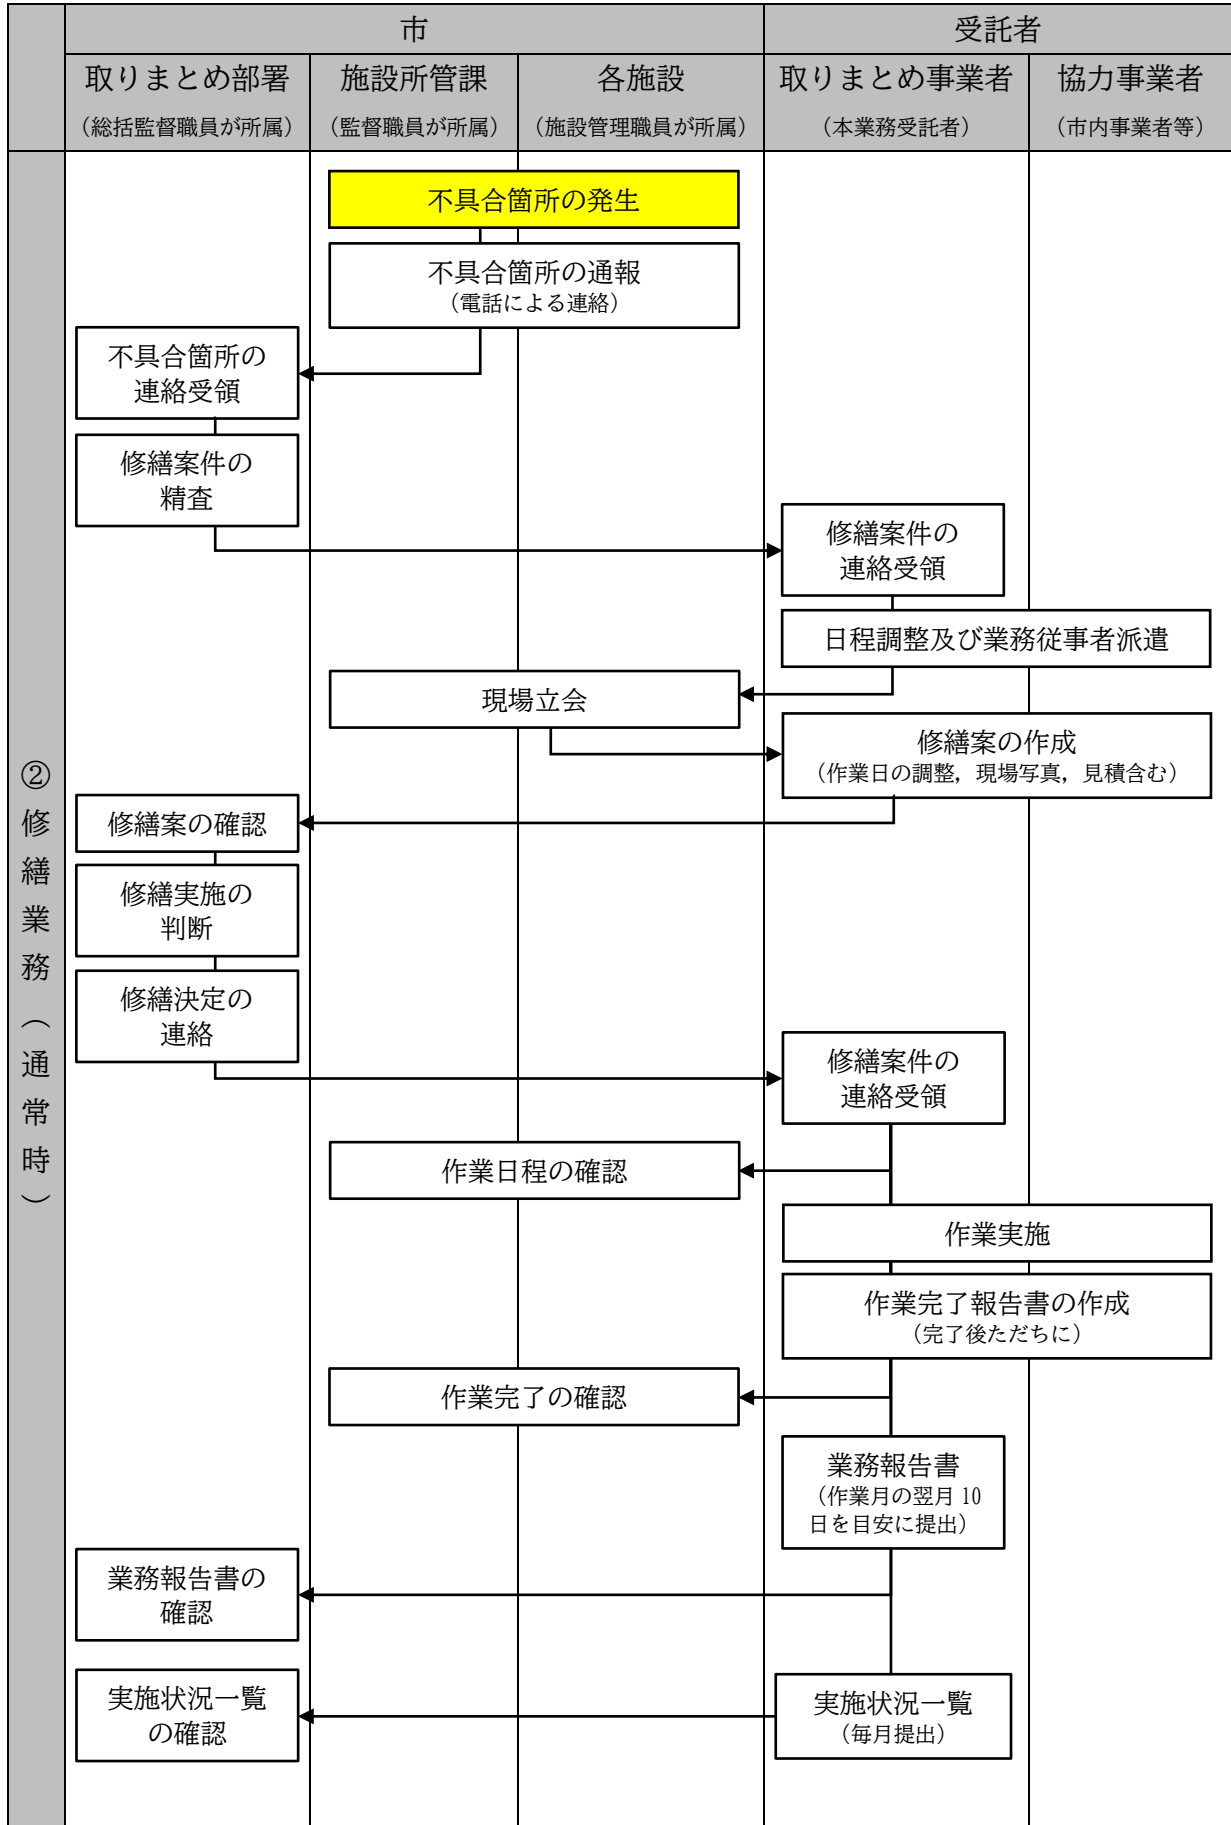 市
受託者
取りまとめ部署
（総括監督職員が所属）
施設所管課
（監督職員が所属）
各施設
（施設管理職員が所属）
取りまとめ事業者
（本業務受託者）
協力事業者
（市内事業者等）
②修繕業務（通常時）
不具合箇所の発生
不具合箇所の通報
（電話による連絡）
不具合箇所の
連絡受領
修繕案件の
精査
修繕案件の
連絡受領
日程調整及び業務従事者派遣
現場立会
修繕案の作成
（作業日の調整，現場写真，見積含む）
修繕案の確認
修繕実施の
判断
修繕決定の
連絡
修繕案件の
連絡受領
作業日程の確認
作業実施
作業完了報告書の作成
（完了後ただちに）
作業完了の確認
業務報告書
（作業月の翌月 10
日を目安に提出）
業務報告書の
確認
実施状況一覧
（毎月提出）
実施状況一覧
の確認